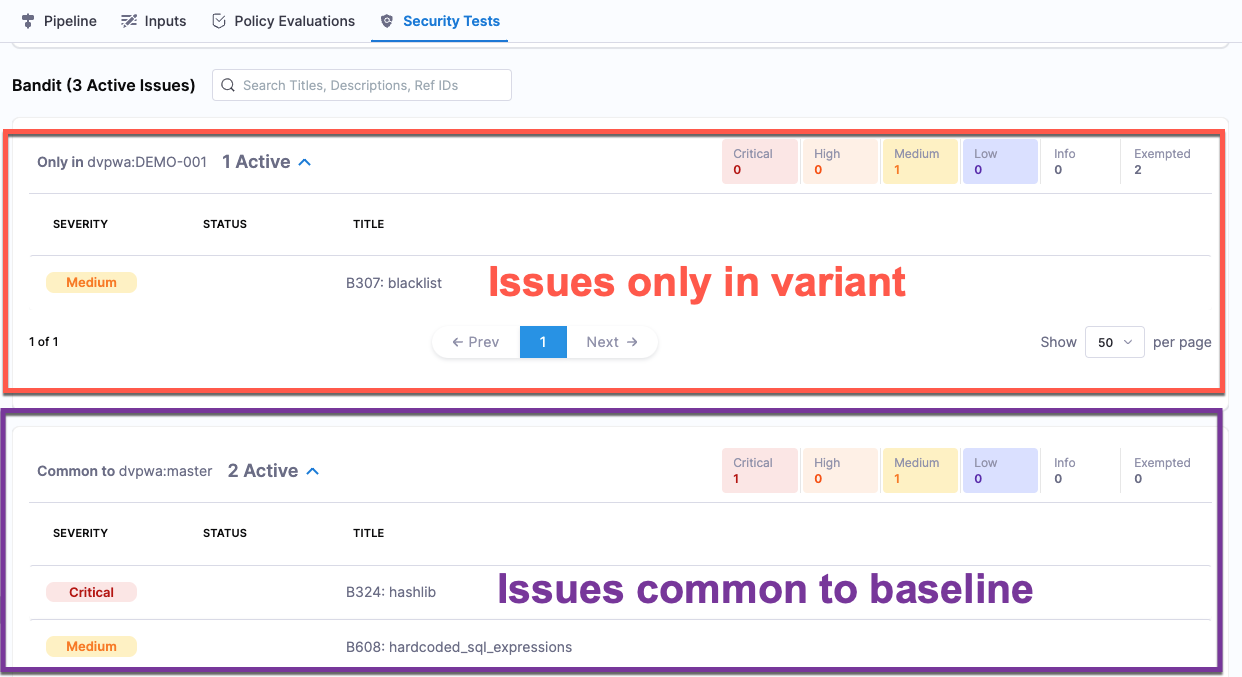 Pipeline Inputs Policy Evaluations Security Tests
Bandit (3 Active Issues) Search Titles, Descriptions, Ref IDs
Only in dvpwa:DEMO-001 1 Active Critical High Medium Low Info Exempted
0 0 1 0 0 2
SEVERITY STATUS TITLE
Medium B307: blacklist Issues only in variant
1 of 1 ← Prev 1 Next → Show 50 per page
Common to dvpwa:master 2 Active Critical High Medium Low Info Exempted
1 0 1 0 0 0
SEVERITY STATUS TITLE
Critical B324: hashlib Issues common to baseline
Medium B608: hardcoded_sql_expressions